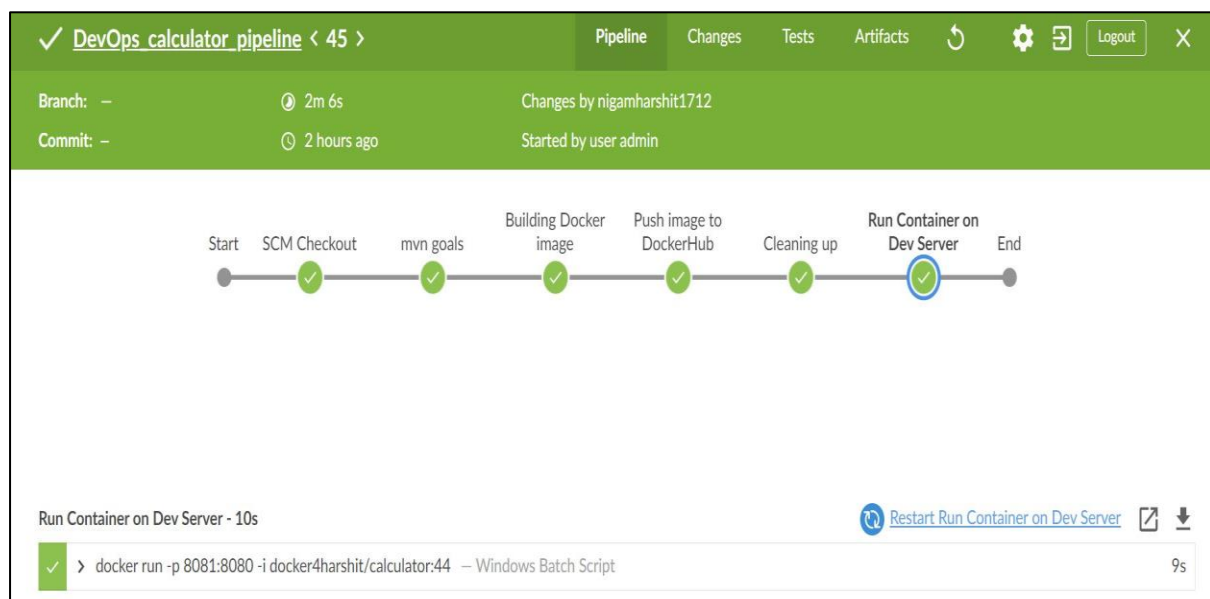 DevOps_calculator_pipeline < 45 >
Pipeline Changes Tests Artifacts Logout X
Branch: — 2m 6s Changes by nigamharshit1712
Commit: – 2 hours ago Started by user admin
Building Docker Push image to Run Container on
Start SCM Checkout mvn goals image DockerHub Cleaning up Dev Server End
Run Container on Dev Server - 10s Restart Run Container on Dev Server
> docker run -p 8081:8080 -i docker4harshit/calculator:44 — Windows Batch Script 9s